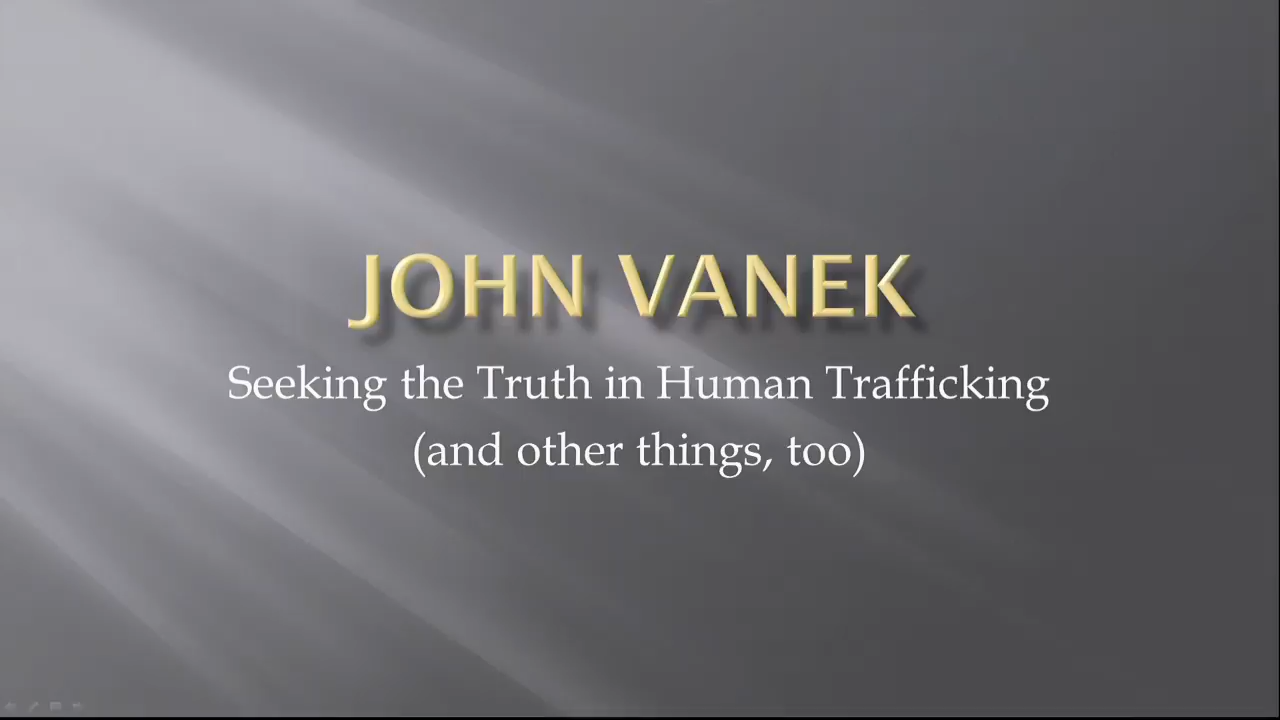 JOHN VANEK
Seeking the Truth in Human Trafficking
(and other things, too)